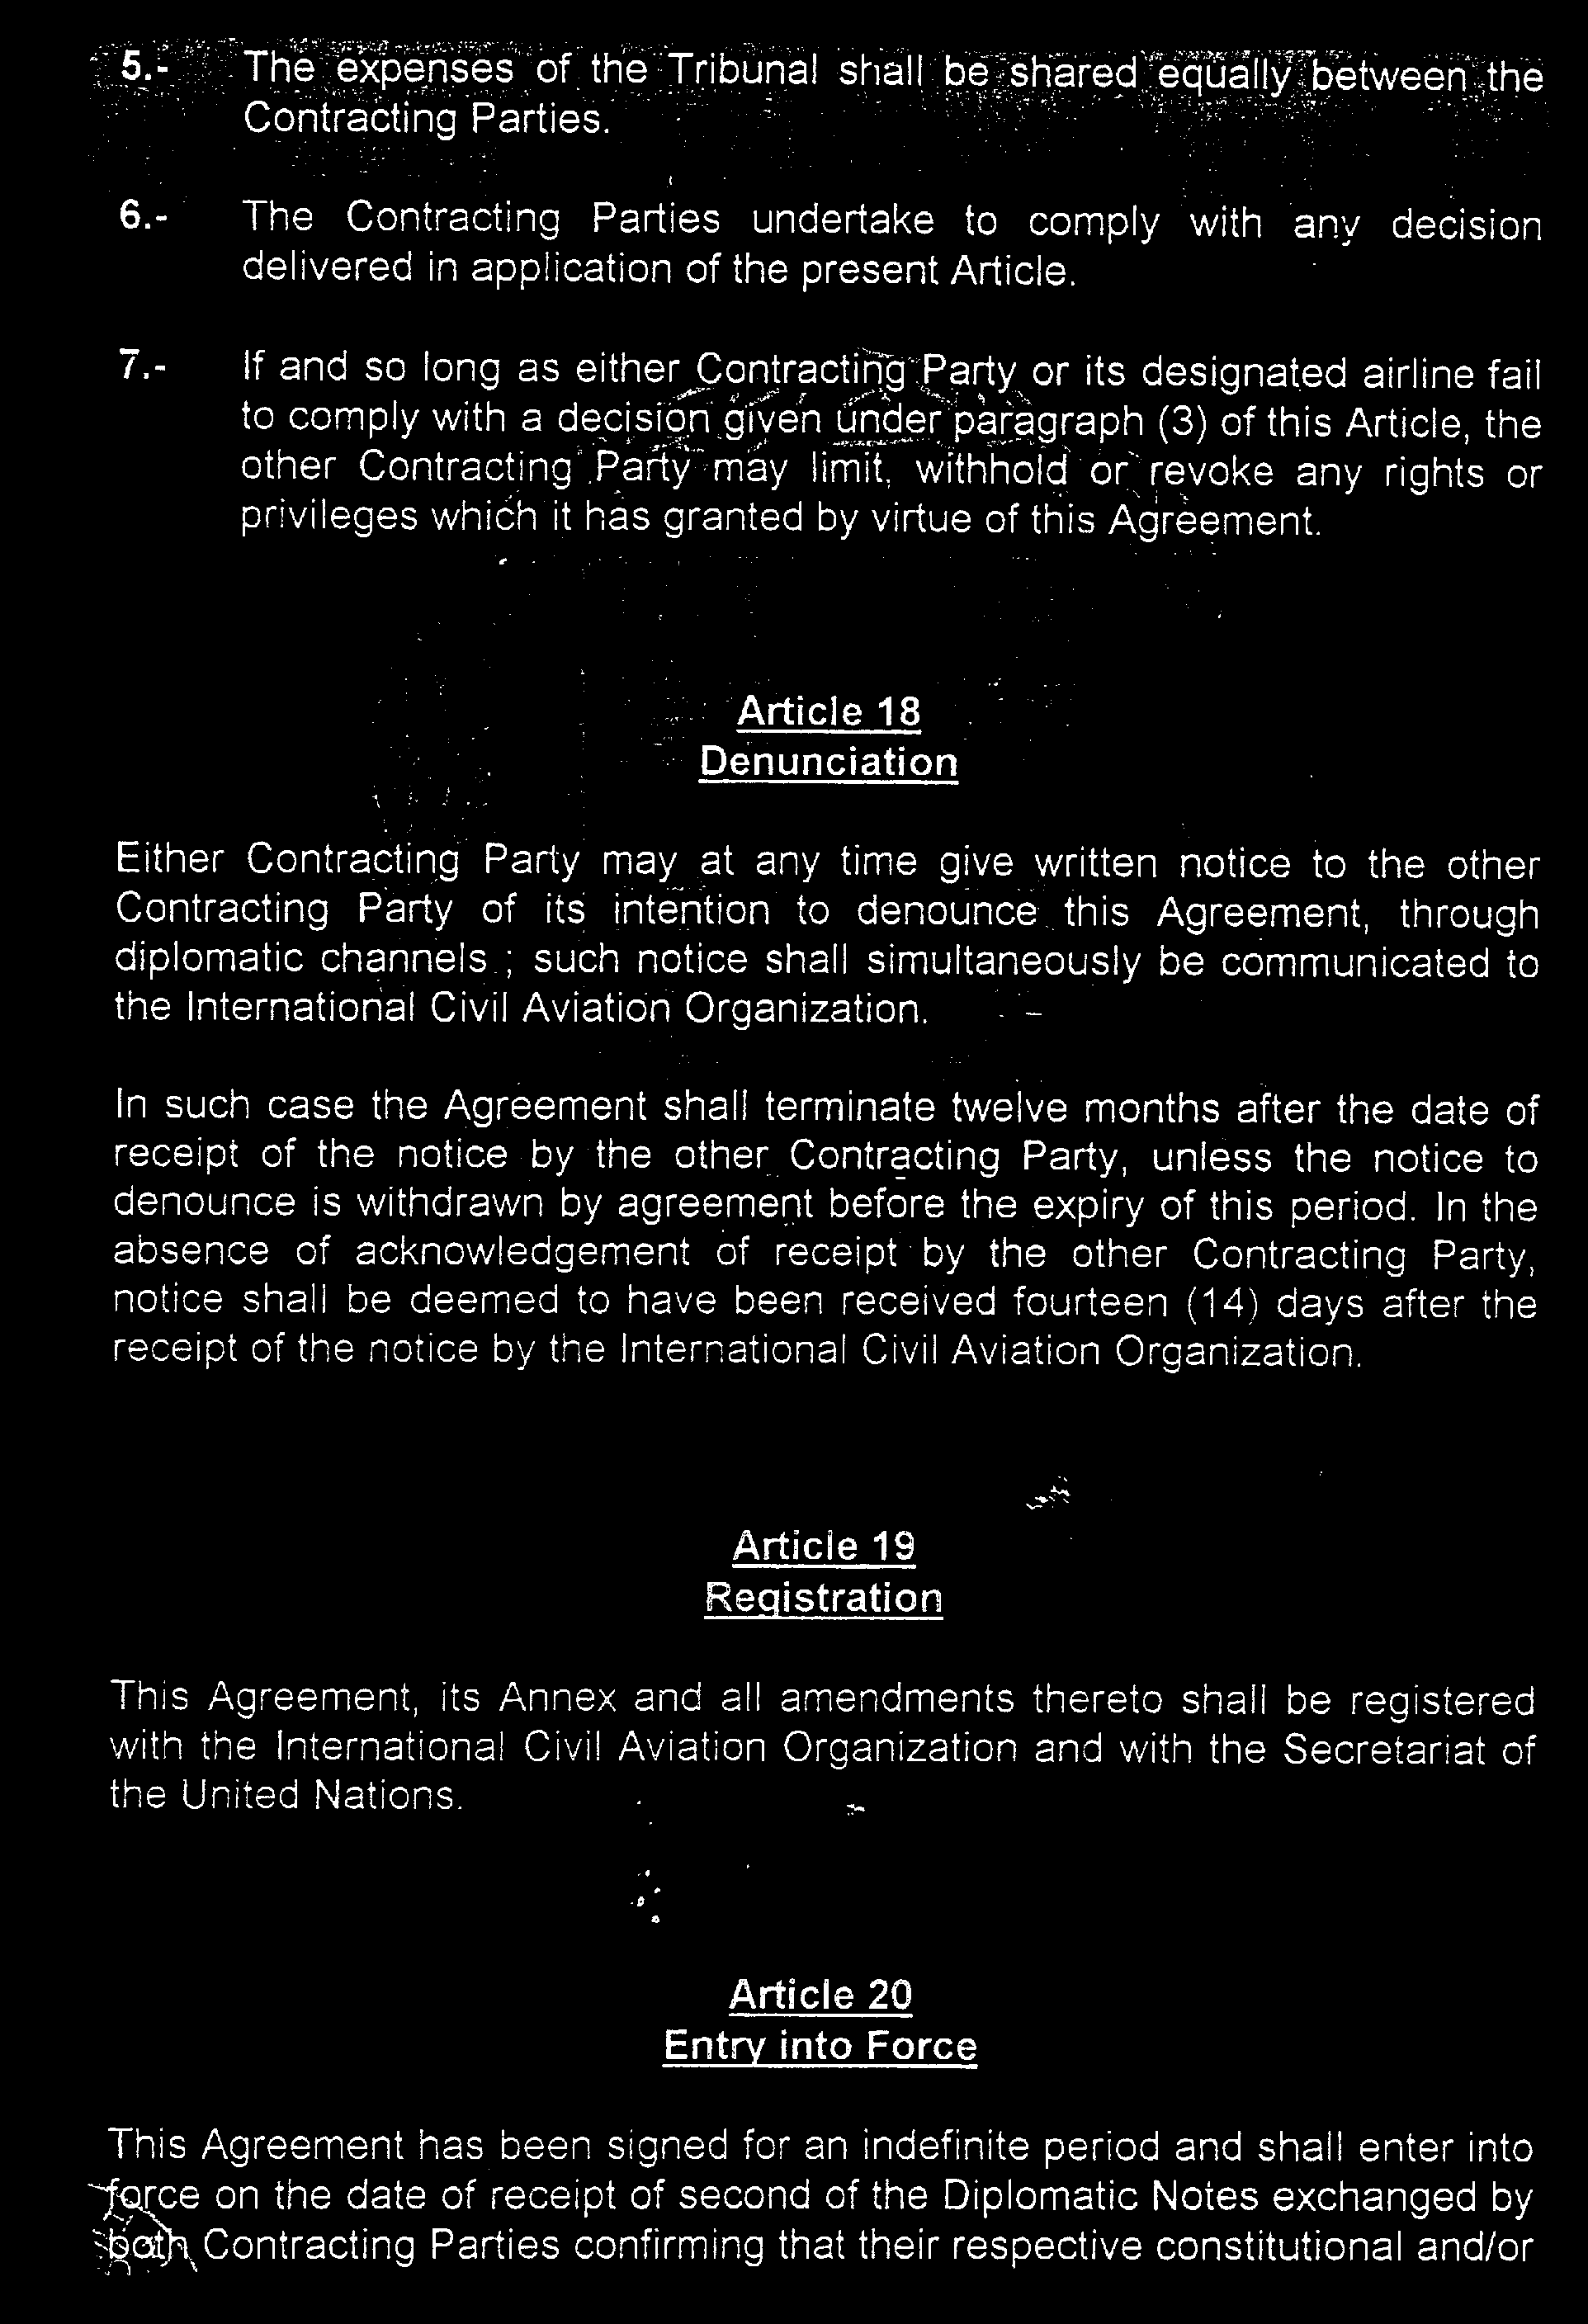 5.- The expenses of the Tribunal shall be shared equally between the
Contracting Parties.
6.- The Contracting Parties undertake to comply with any decision
delivered in application of the present Article.
7.- If and so long as either Contracting Party or its designated airline fail
to comply with a decision given under paragraph (3) of this Article, the
other Contracting Party may limit, withhold or revoke any rights or
privileges which it has granted by virtue of this Agreement.
Article 18
Denunciation
Either Contracting Party may at any time give written notice to the other
Contracting Party of its intention to denounce this Agreement, through
diplomatic channels ; such notice shall simultaneously be communicated to
the International Civil Aviation Organization.
In such case the Agreement shall terminate twelve months after the date of
receipt of the notice by the other Contracting Party, unless the notice to
denounce is withdrawn by agreement before the expiry of this period. In the
absence of acknowledgement of receipt by the other Contracting Party,
notice shall be deemed to have been received fourteen (14) days after the
receipt of the notice by the International Civil Aviation Organization.
Article 19
Registration
This Agreement, its Annex and all amendments thereto shall be registered
with the International Civil Aviation Organization and with the Secretariat of
the United Nations.
Article 20
Entry into Force
This Agreement has been signed for an indefinite period and shall enter into
force on the date of receipt of second of the Diplomatic Notes exchanged by
both Contracting Parties confirming that their respective constitutional and/or